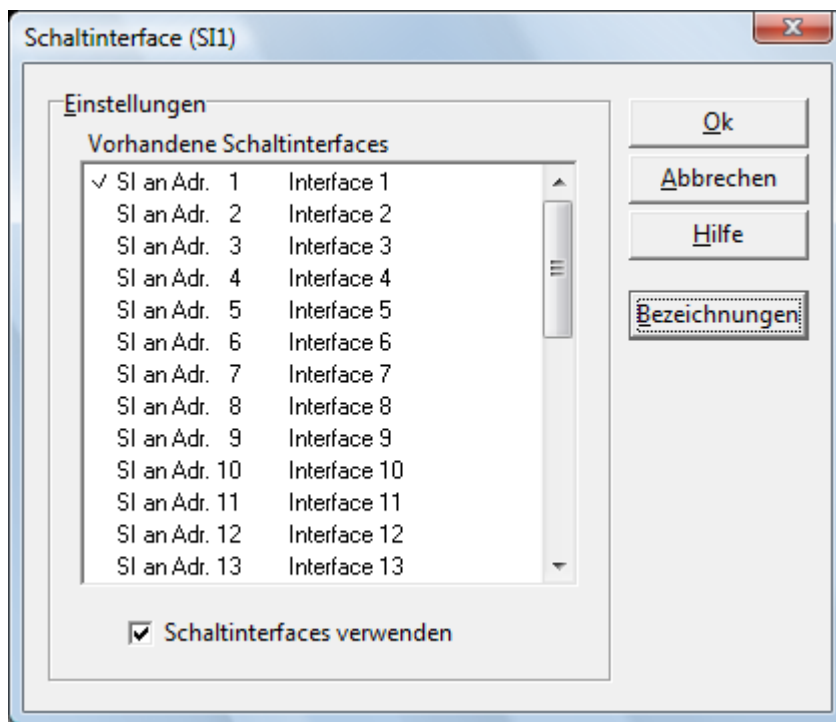 Schaltinterface (SI1)
Einstellungen
Vorhandene Schaltinterfaces
✓ SI an Adr. 1 Interface 1
SI an Adr. 2 Interface 2
SI an Adr. 3 Interface 3
SI an Adr. 4 Interface 4
SI an Adr. 5 Interface 5
SI an Adr. 6 Interface 6
SI an Adr. 7 Interface 7
SI an Adr. 8 Interface 8
SI an Adr. 9 Interface 9
SI an Adr. 10 Interface 10
SI an Adr. 11 Interface 11
SI an Adr. 12 Interface 12
SI an Adr. 13 Interface 13
Schaltinterfaces verwenden
Ok
Abbrechen
Hilfe
Bezeichnungen